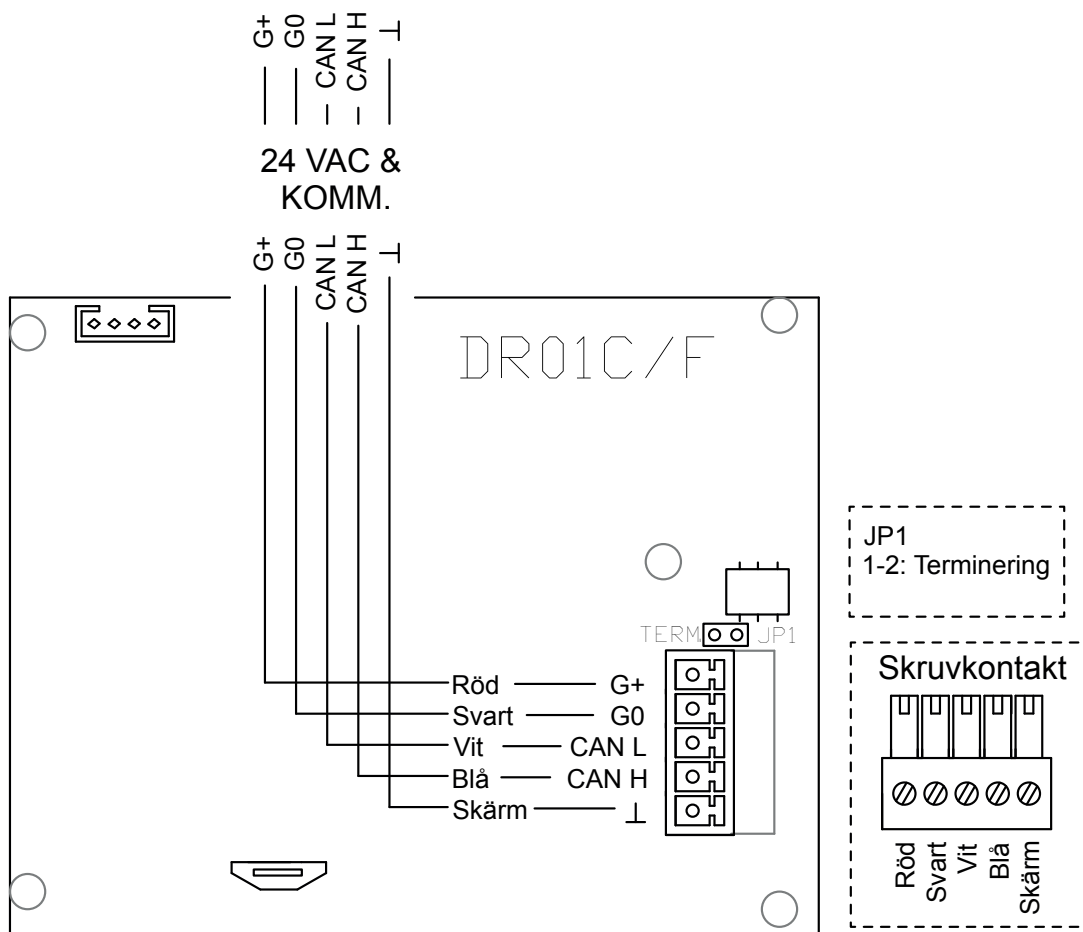 G+
G0
CAN L
CAN H
⊥
24 VAC &
KOMM.
G+
G0
CAN L
CAN H
⊥
DR01C/F
JP1
1-2: Terminering
TERM
JP1
Röd G+
Svart G0
Vit CAN L
Blå CAN H
Skärm ⊥
Skruvkontakt
Röd
Svart
Vit
Blå
Skärm